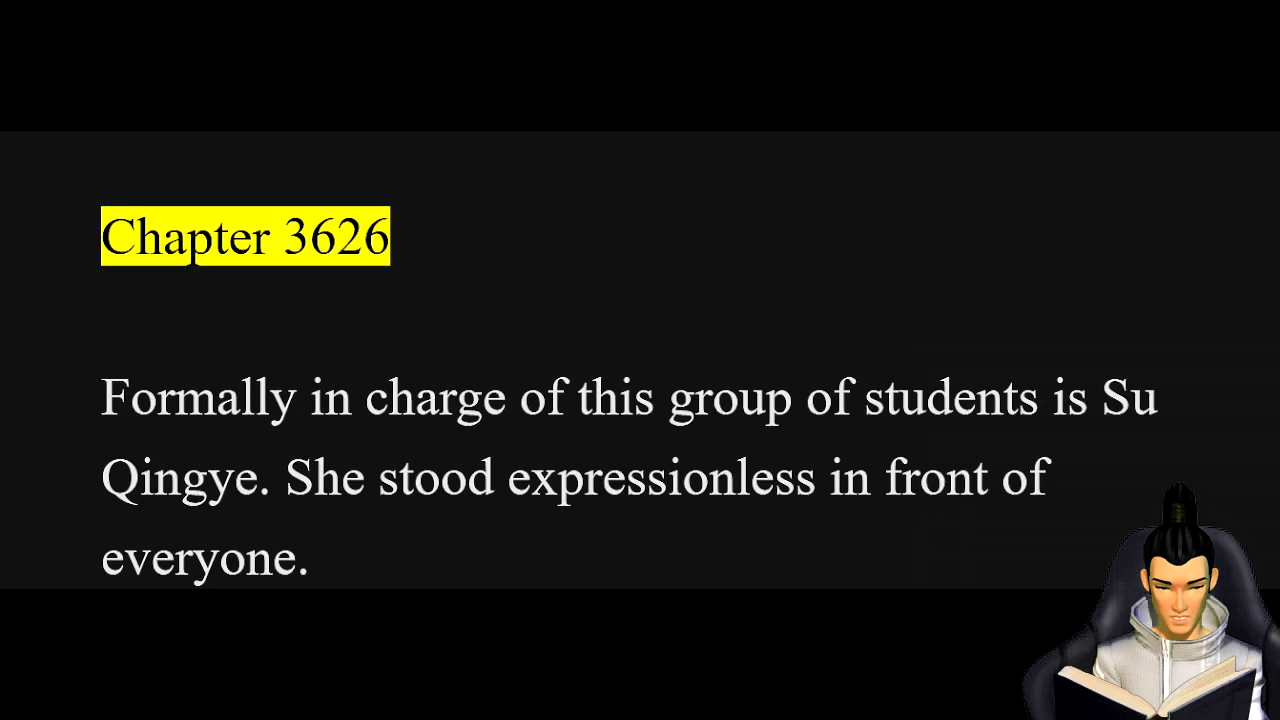 Chapter 3626
Formally in charge of this group of students is Su
Qingye. She stood expressionless in front of
everyone.